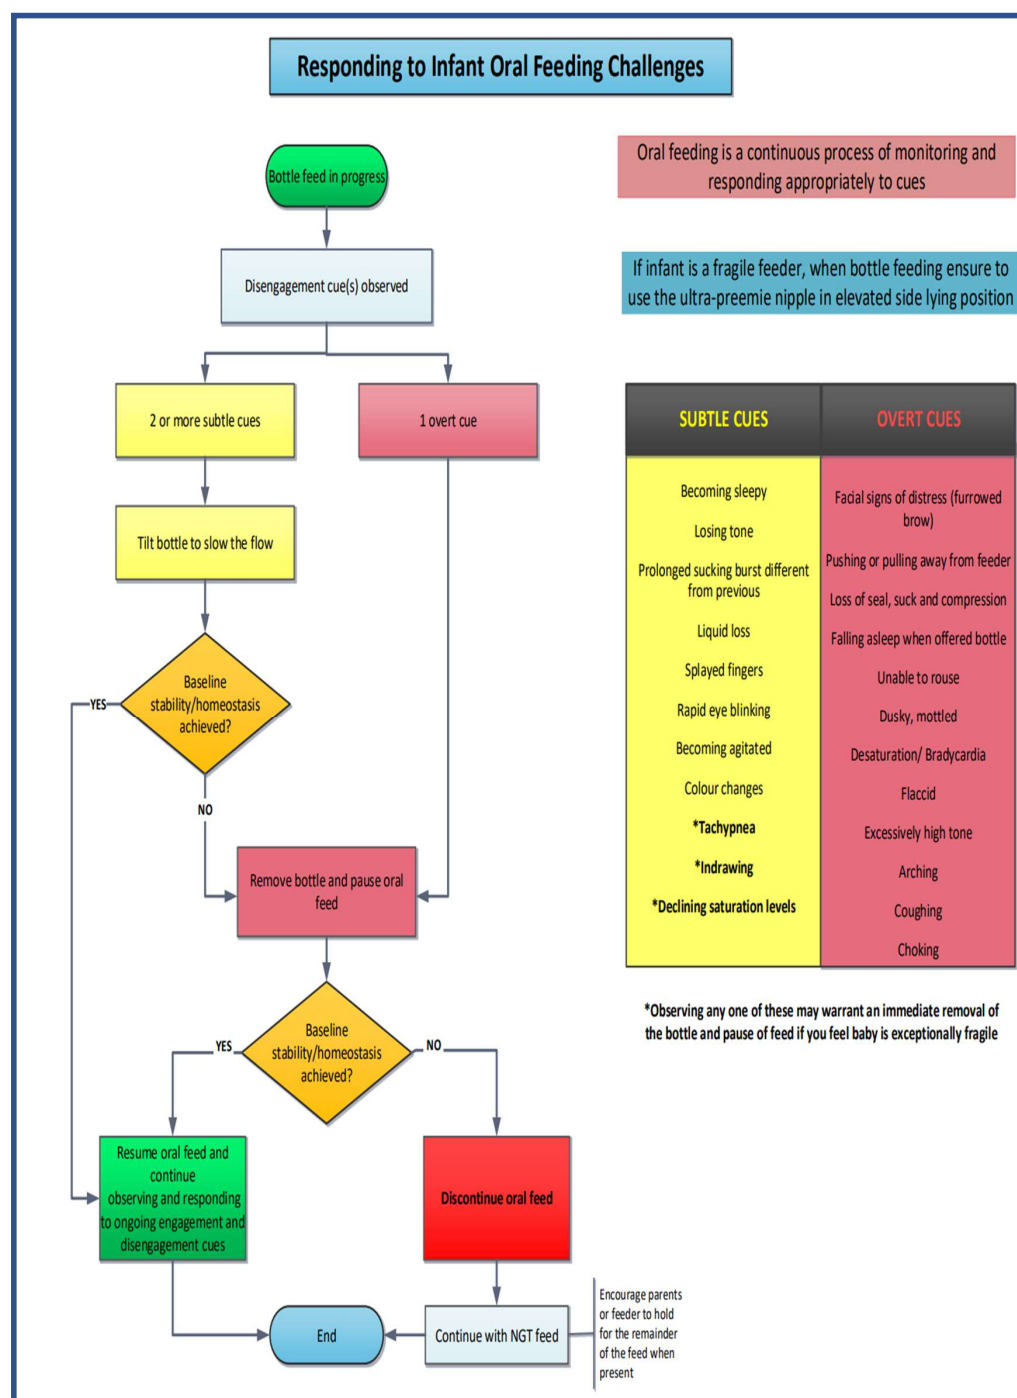 Responding to Infant Oral Feeding Challenges
Bottle feed in progress
Oral feeding is a continuous process of monitoring and
responding appropriately to cues
If infant is a fragile feeder, when bottle feeding ensure to
use the ultra-preemie nipple in elevated side lying position
Disengagement cue(s) observed
2 or more subtle cues
1 overt cue
Tilt bottle to slow the flow
Baseline
stability/homeostasis
achieved?
YES
NO
Remove bottle and pause oral
feed
Baseline
stability/homeostasis
achieved?
YES
NO
Resume oral feed and
continue
observing and responding
to ongoing engagement and
disengagement cues
Discontinue oral feed
End
Continue with NGT feed
Encourage parents
or feeder to hold
for the remainder
of the feed when
present
SUBTLE CUES
Becoming sleepy
Losing tone
Prolonged sucking burst different
from previous
Liquid loss
Splayed fingers
Rapid eye blinking
Becoming agitated
Colour changes
*Tachypnea
*Indrawing
*Declining saturation levels
OVERT CUES
Facial signs of distress (furrowed
brow)
Pushing or pulling away from feeder
Loss of seal, suck and compression
Falling asleep when offered bottle
Unable to rouse
Dusky, mottled
Desaturation/ Bradycardia
Flaccid
Excessively high tone
Arching
Coughing
Choking
*Observing any one of these may warrant an immediate removal of
the bottle and pause of feed if you feel baby is exceptionally fragile